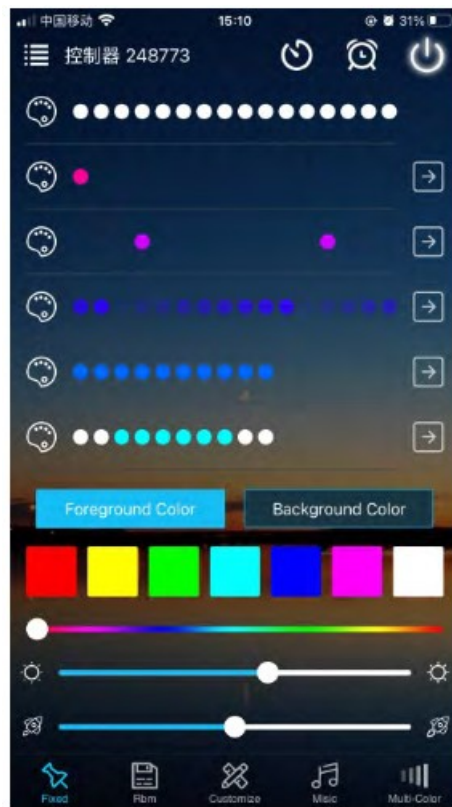 中国移动 15:10 31%
控制器 248773
Foreground Color Background Color
Fixed Rbm Customize Misic Multi-Color